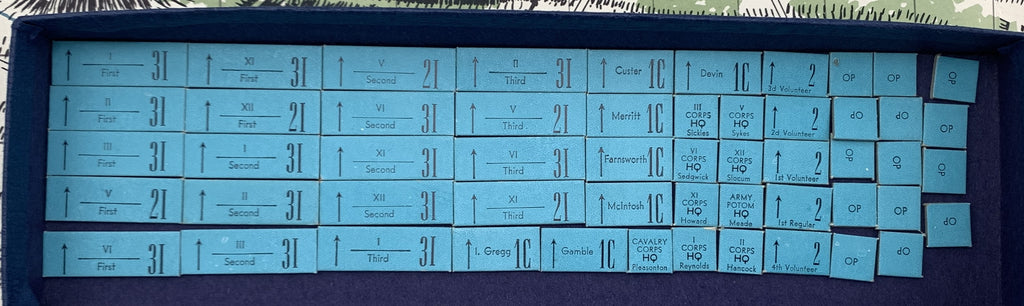 I
First 3I
XI
First 3I
V
Second 2I
II
Third 3I
Custer 1C
Devin 1C
2
3d Volunteer
OP
OP
OP
II
First 3I
XII
First 2I
VI
Second 3I
V
Third 2I
Merritt 1C
III
CORPS
HQ
Sickles
V
CORPS
HQ
Sykes
2
2d Volunteer
OP
OP
OP
III
First 3I
I
Second 3I
XI
Second 3I
VI
Third 3I
Farnsworth 1C
VI
CORPS
HQ
Sedgwick
XII
CORPS
HQ
Slocum
2
1st Volunteer
OP
OP
OP
V
First 2I
II
Second 3I
XII
Second 3I
XI
Third 2I
McIntosh 1C
XI
CORPS
HQ
Howard
ARMY
POTOM
HQ
Meade
2
1st Regular
OP
OP
OP
VI
First 3I
III
Second 3I
I
Third 3I
I. Gregg 1C
Gamble 1C
CAVALRY
CORPS
HQ
Pleasonton
I
CORPS
HQ
Reynolds
II
CORPS
HQ
Hancock
2
4th Volunteer
OP
OP